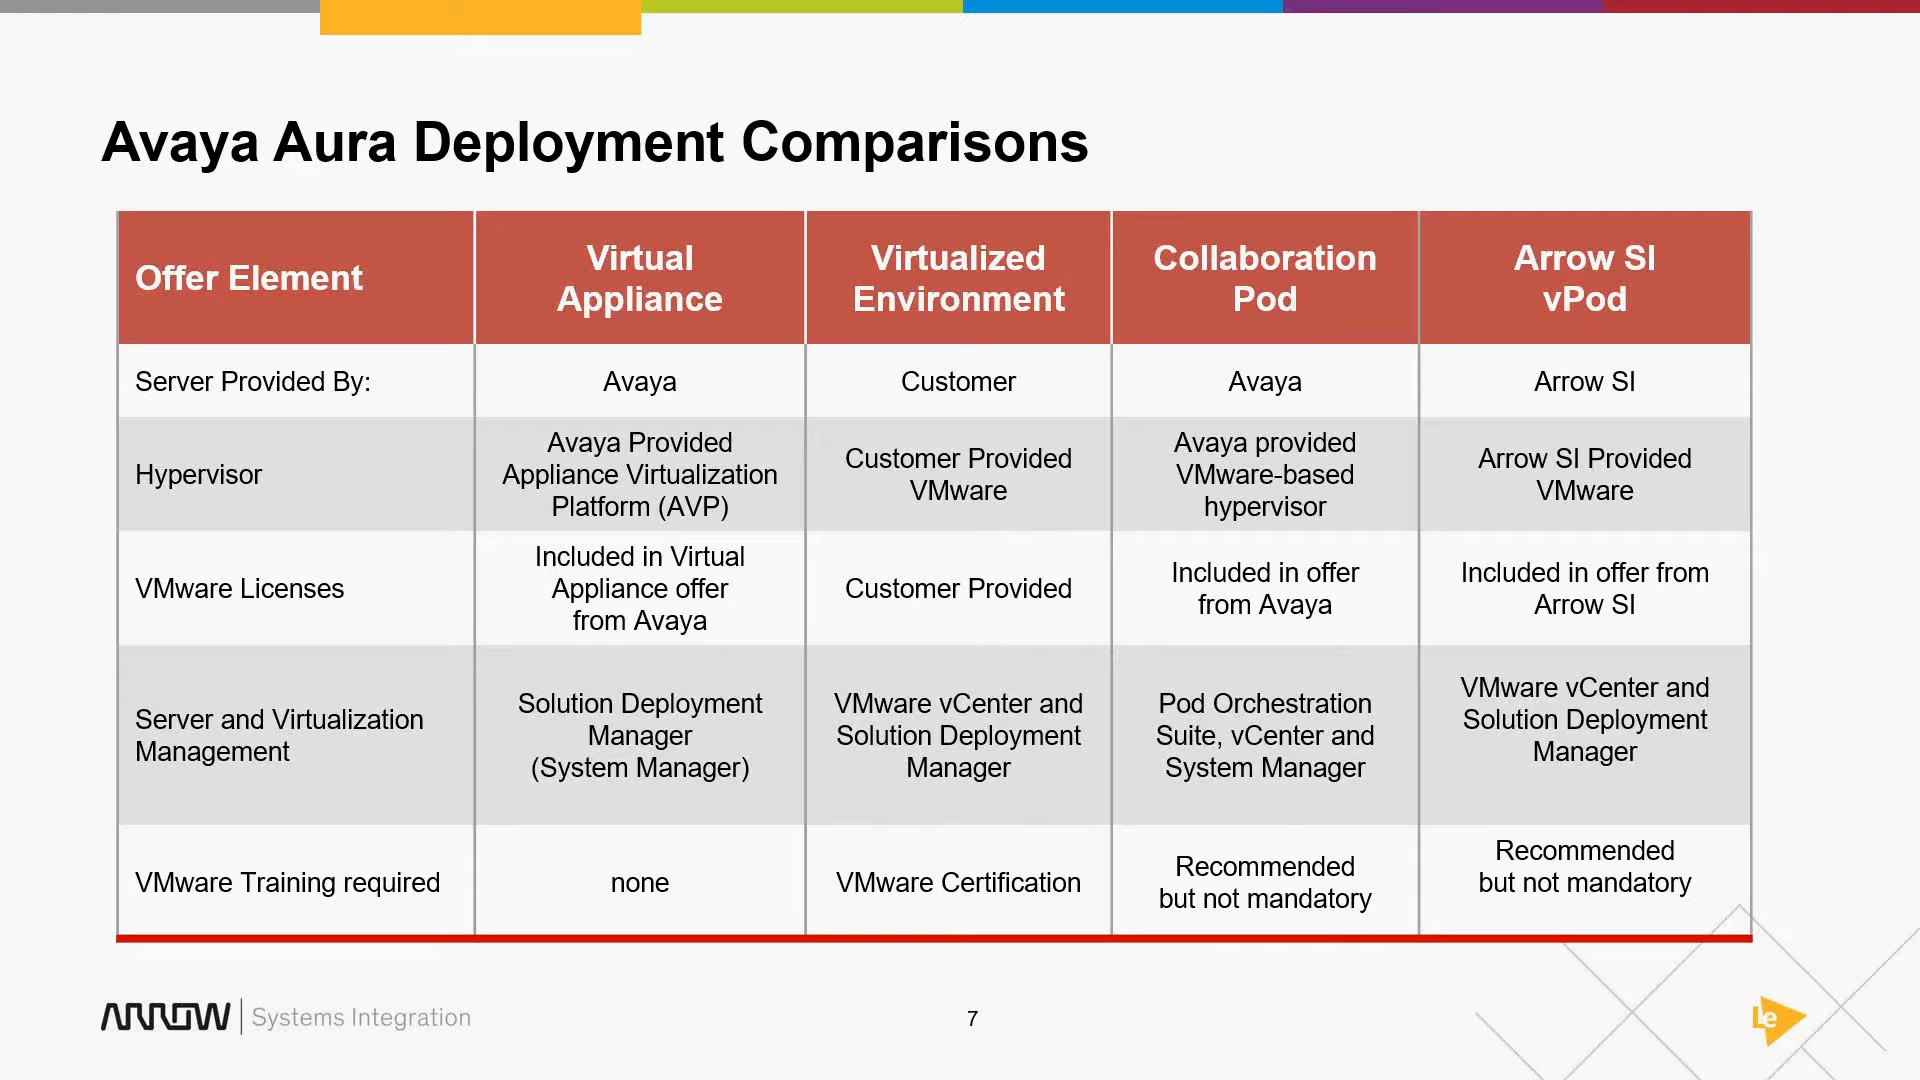 Avaya Aura Deployment Comparisons
Offer Element
Virtual
Appliance
Virtualized
Environment
Collaboration
Pod
Arrow SI
vPod
Server Provided By:
Avaya
Customer
Avaya
Arrow SI
Hypervisor
Avaya Provided
Appliance Virtualization
Platform (AVP)
Customer Provided
VMware
Avaya provided
VMware-based
hypervisor
Arrow SI Provided
VMware
VMware Licenses
Included in Virtual
Appliance offer
from Avaya
Customer Provided
Included in offer
from Avaya
Included in offer from
Arrow SI
Server and Virtualization
Management
Solution Deployment
Manager
(System Manager)
VMware vCenter and
Solution Deployment
Manager
Pod Orchestration
Suite, vCenter and
System Manager
VMware vCenter and
Solution Deployment
Manager
VMware Training required
none
VMware Certification
Recommended
but not mandatory
Recommended
but not mandatory
ARROW | Systems Integration
7
Le